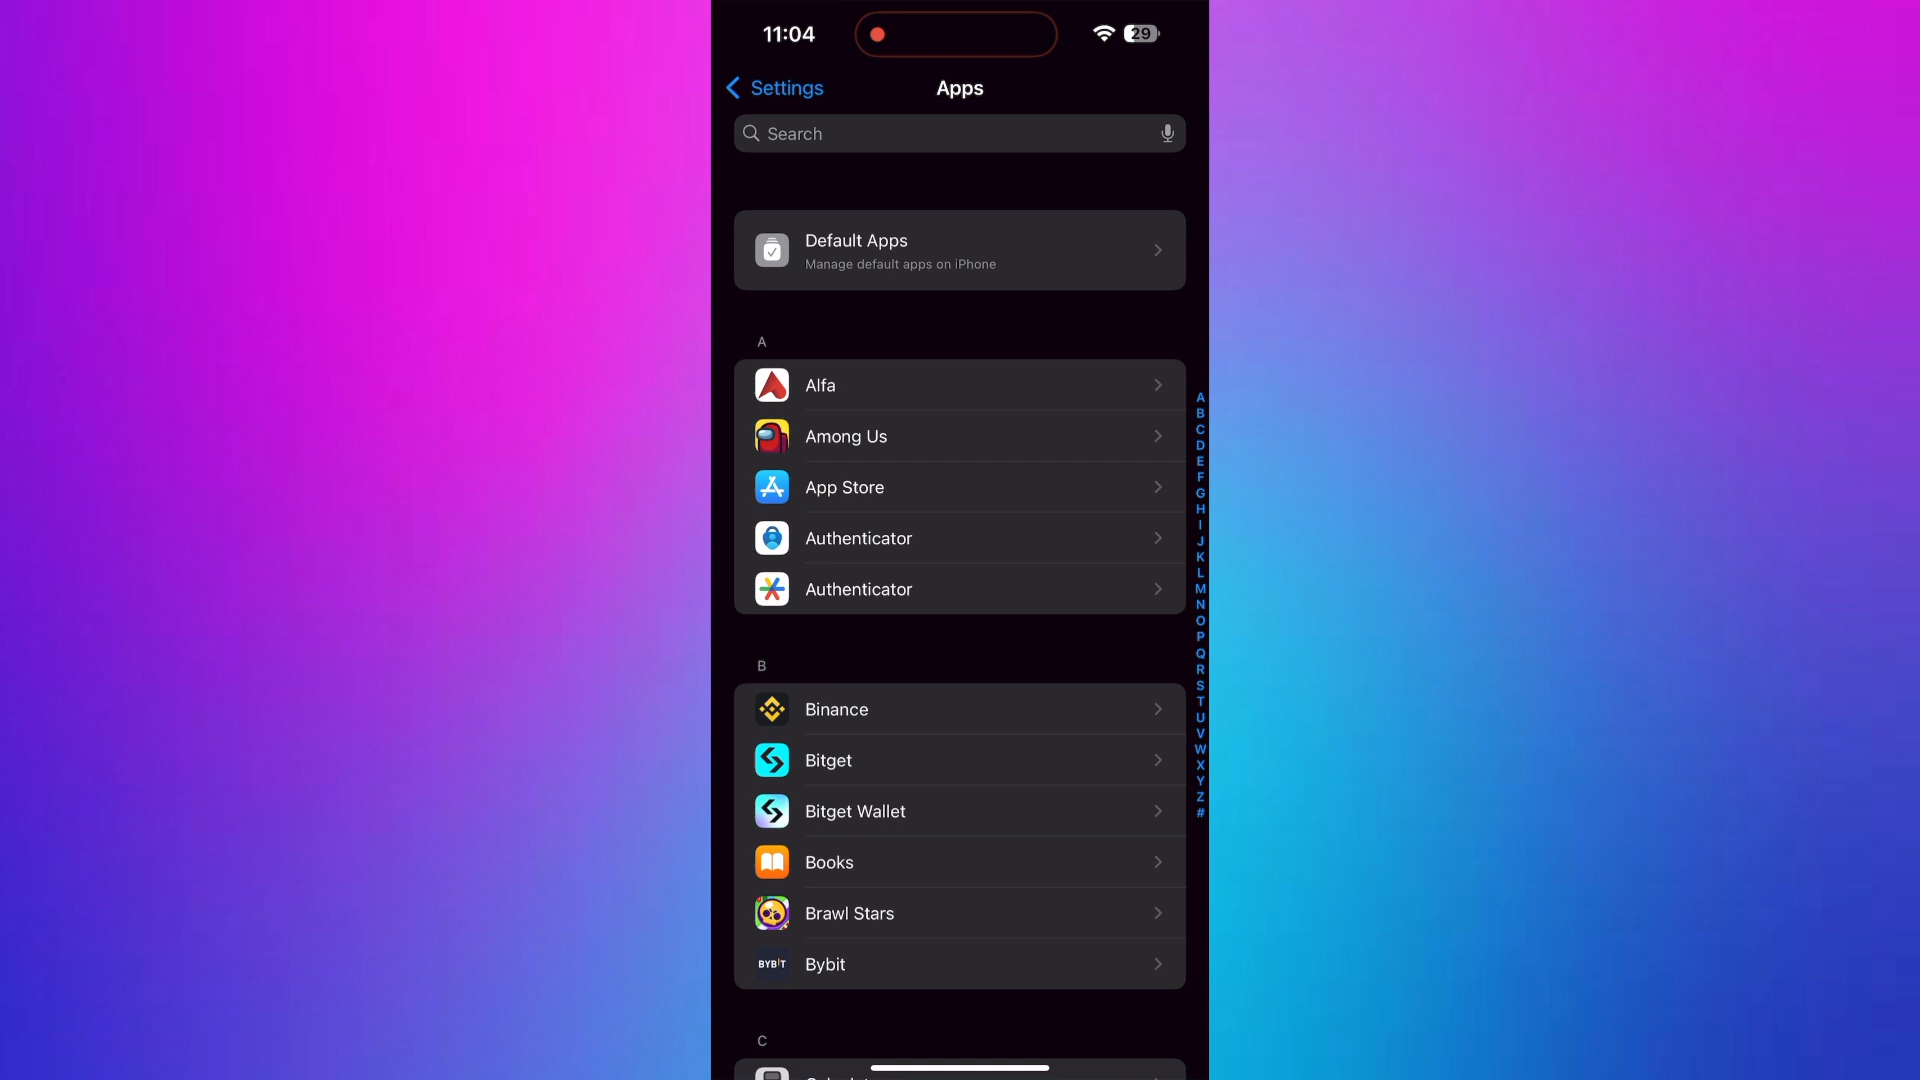 11:04
29
Settings
Apps
Search
Default Apps
Manage default apps on iPhone
A
Alfa
Among Us
App Store
Authenticator
Authenticator
B
Binance
Bitget
Bitget Wallet
Books
Brawl Stars
BYBIT
Bybit
C
A
B
C
D
E
F
G
H
I
J
K
L
M
N
O
P
Q
R
S
T
U
V
W
X
Y
Z
#